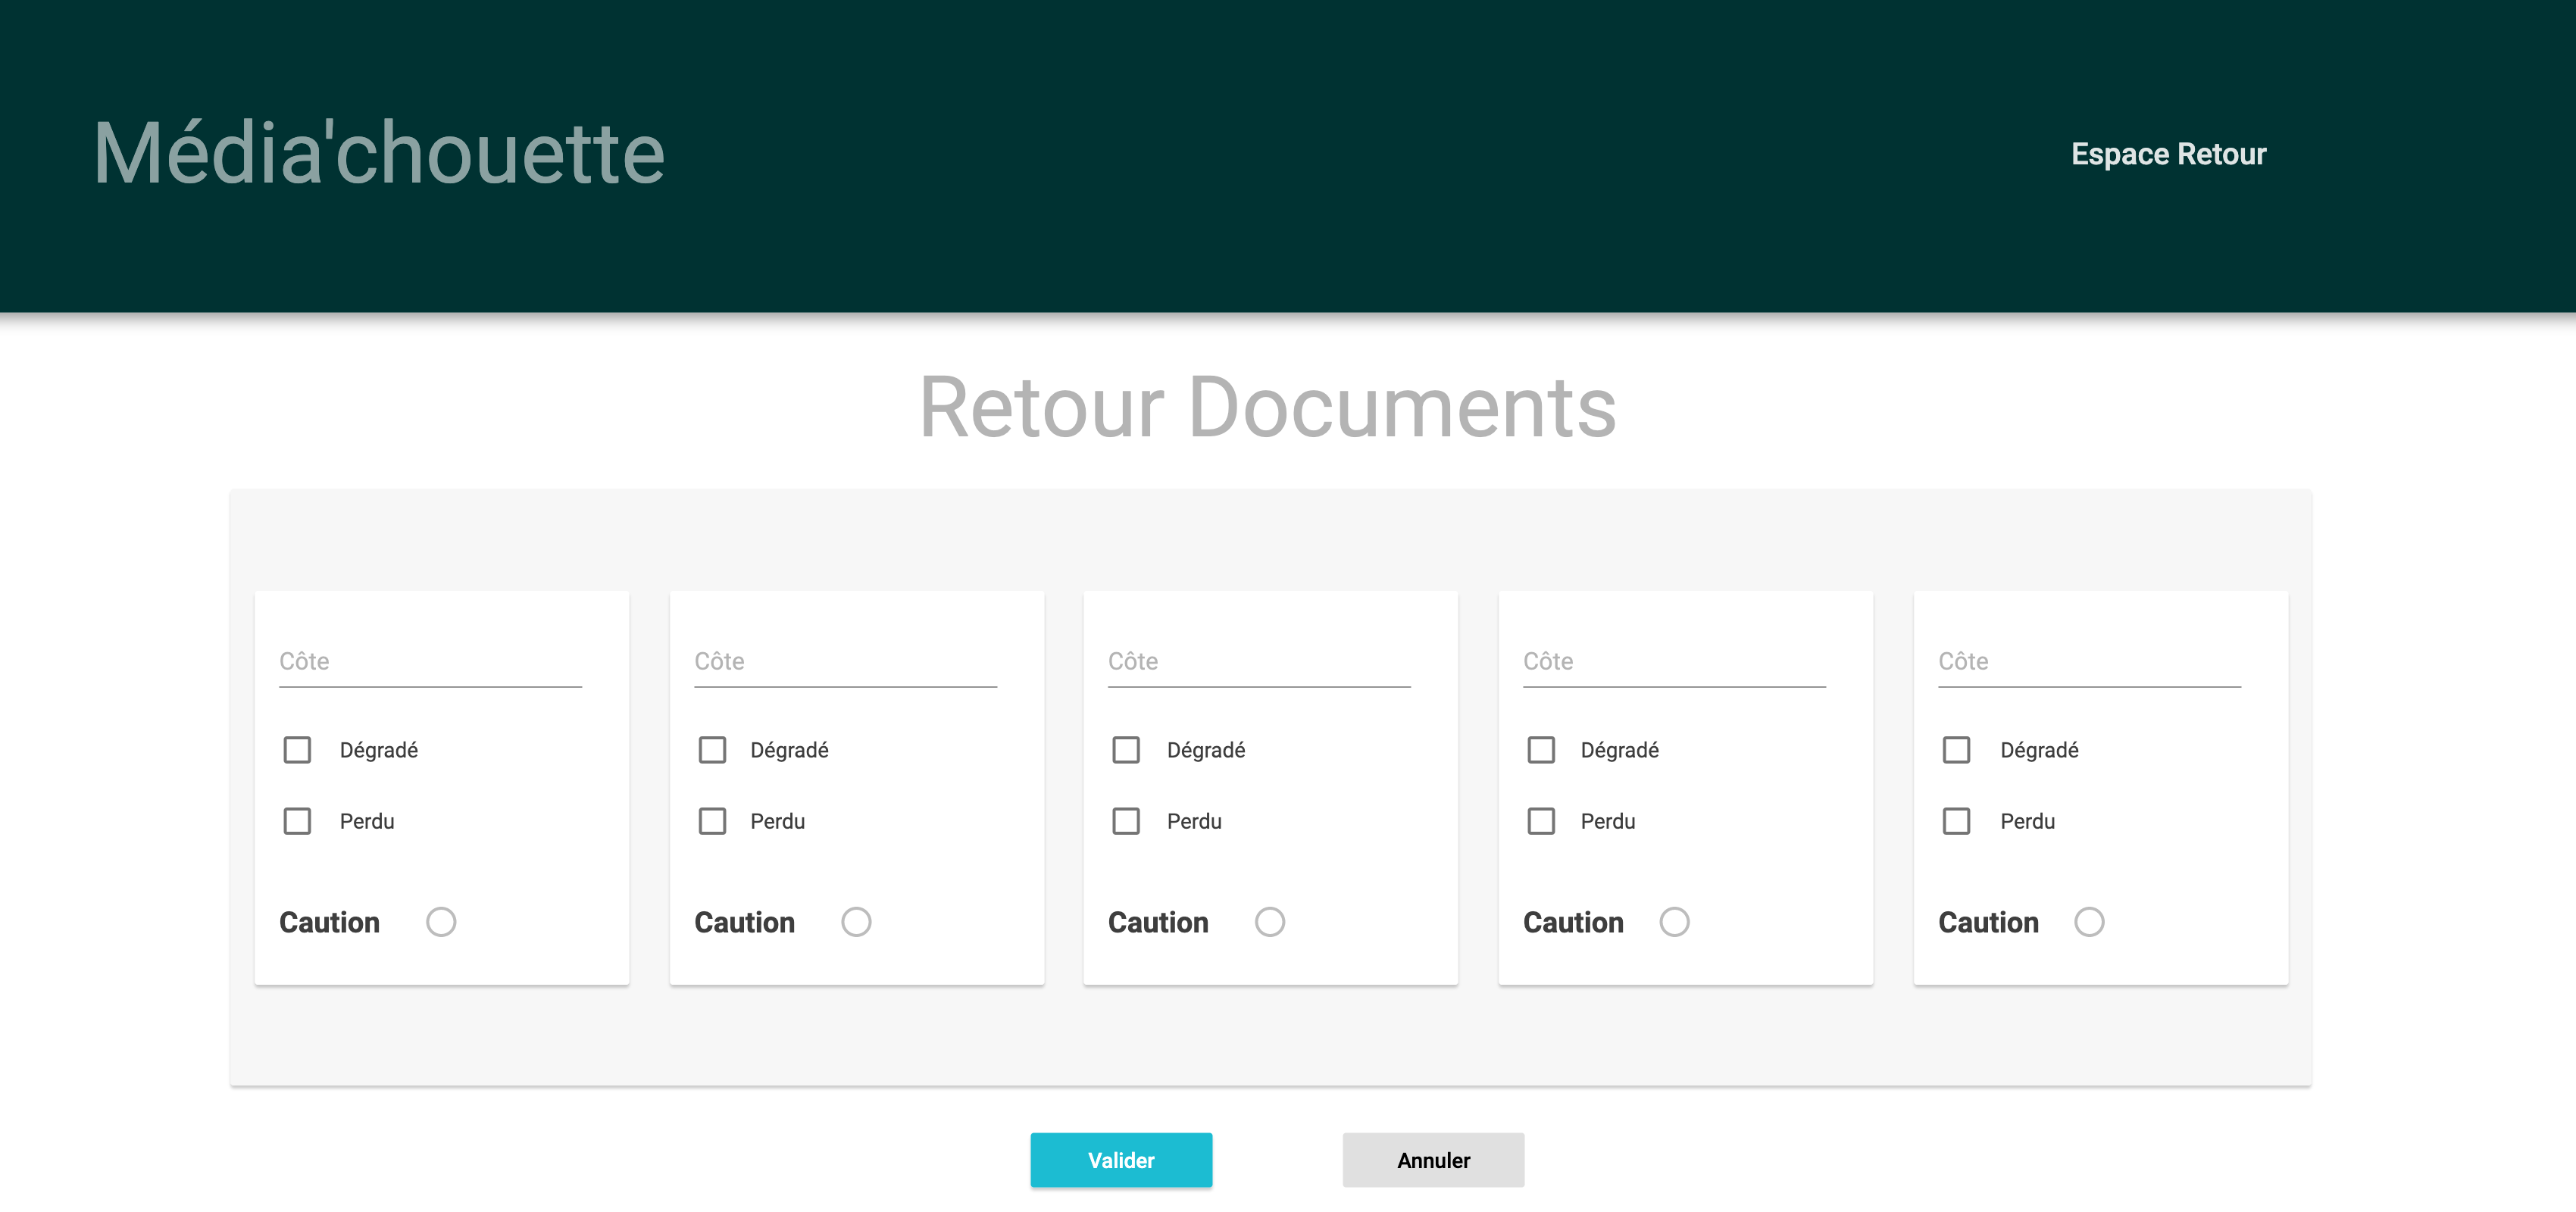 Média'chouette
Espace Retour
Retour Documents
Côte
Dégradé
Perdu
Caution
Côte
Dégradé
Perdu
Caution
Côte
Dégradé
Perdu
Caution
Côte
Dégradé
Perdu
Caution
Côte
Dégradé
Perdu
Caution
Valider
Annuler